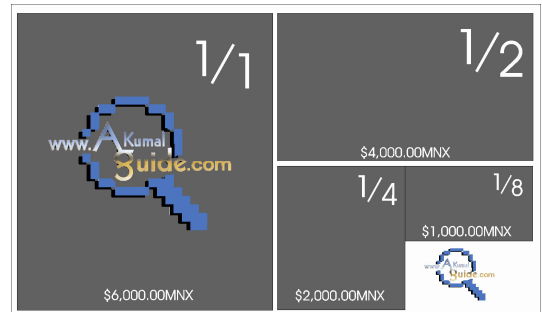 1/1
www.AKumal
guide.com
$6,000.00MNX
1/2
$4,000.00MNX
1/4
$2,000.00MNX
1/8
$1,000.00MNX
www.AKumal
guide.com